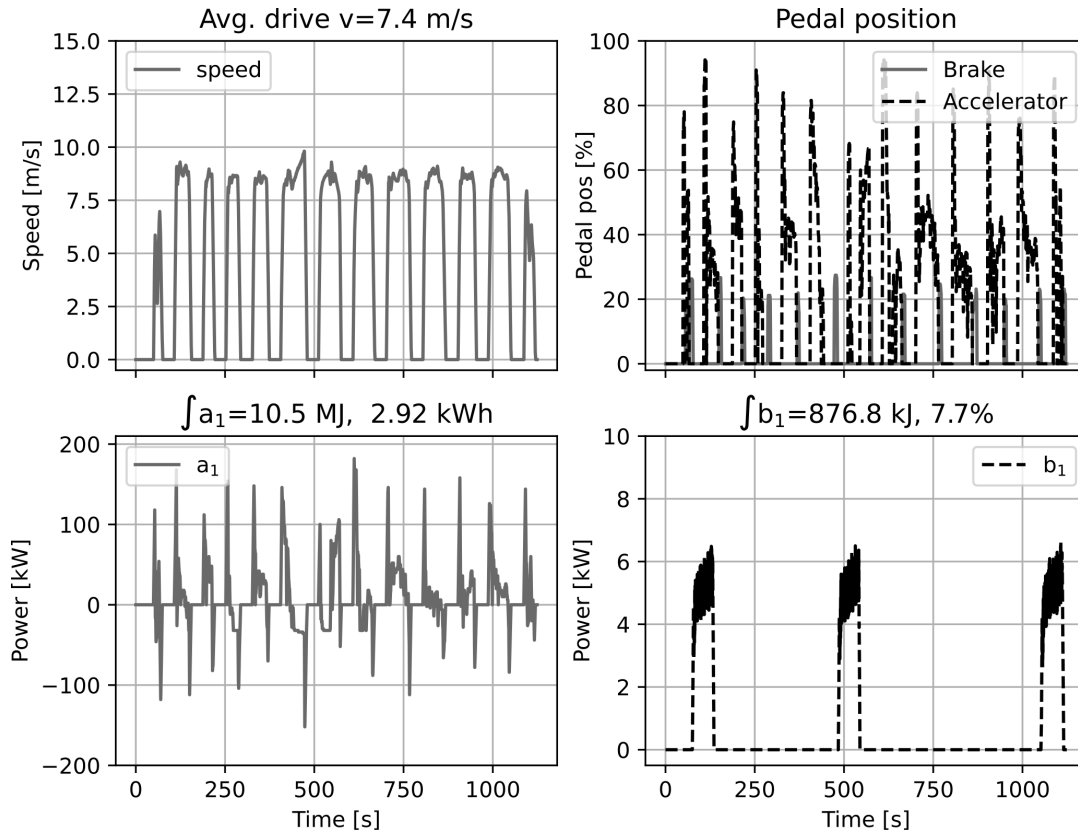 Avg. drive v=7.4 m/s
15.0
12.5
10.0
7.5
5.0
2.5
0.0
Speed [m/s]
speed
Pedal position
100
80
60
40
20
0
Pedal pos [%]
Brake
Accelerator
∫a₁=10.5 MJ, 2.92 kWh
200
100
0
−100
−200
Power [kW]
a₁
0
250
500
750
1000
Time [s]
∫b₁=876.8 kJ, 7.7%
10
8
6
4
2
0
Power [kW]
b₁
0
250
500
750
1000
Time [s]